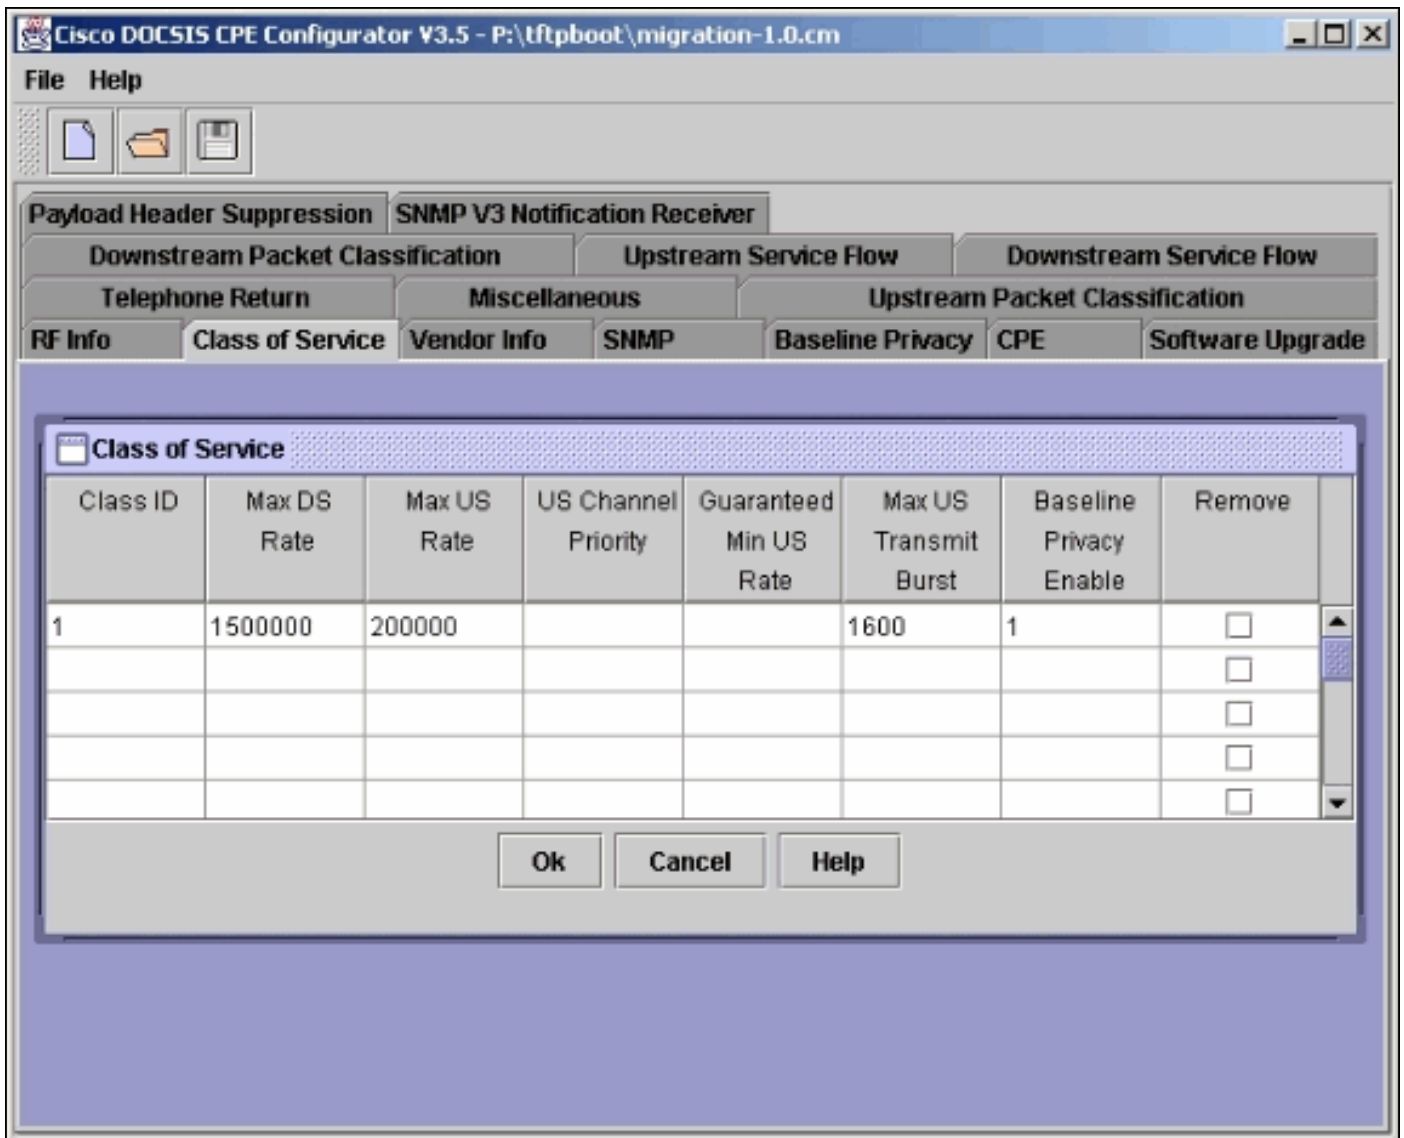 Cisco DOCSIS CPE Configurator V3.5 - P:\tftpboot\migration-1.0.cm
File Help
Payload Header Suppression SNMP V3 Notification Receiver
Downstream Packet Classification Upstream Service Flow Downstream Service Flow
Telephone Return Miscellaneous Upstream Packet Classification
RF Info Class of Service Vendor Info SNMP Baseline Privacy CPE Software Upgrade
Class of Service
Class ID Max DS Max US US Channel Guaranteed Max US Baseline Remove
Rate Rate Priority Min US Transmit Privacy
Rate Burst Enable
1 1500000 200000 1600 1
Ok Cancel Help